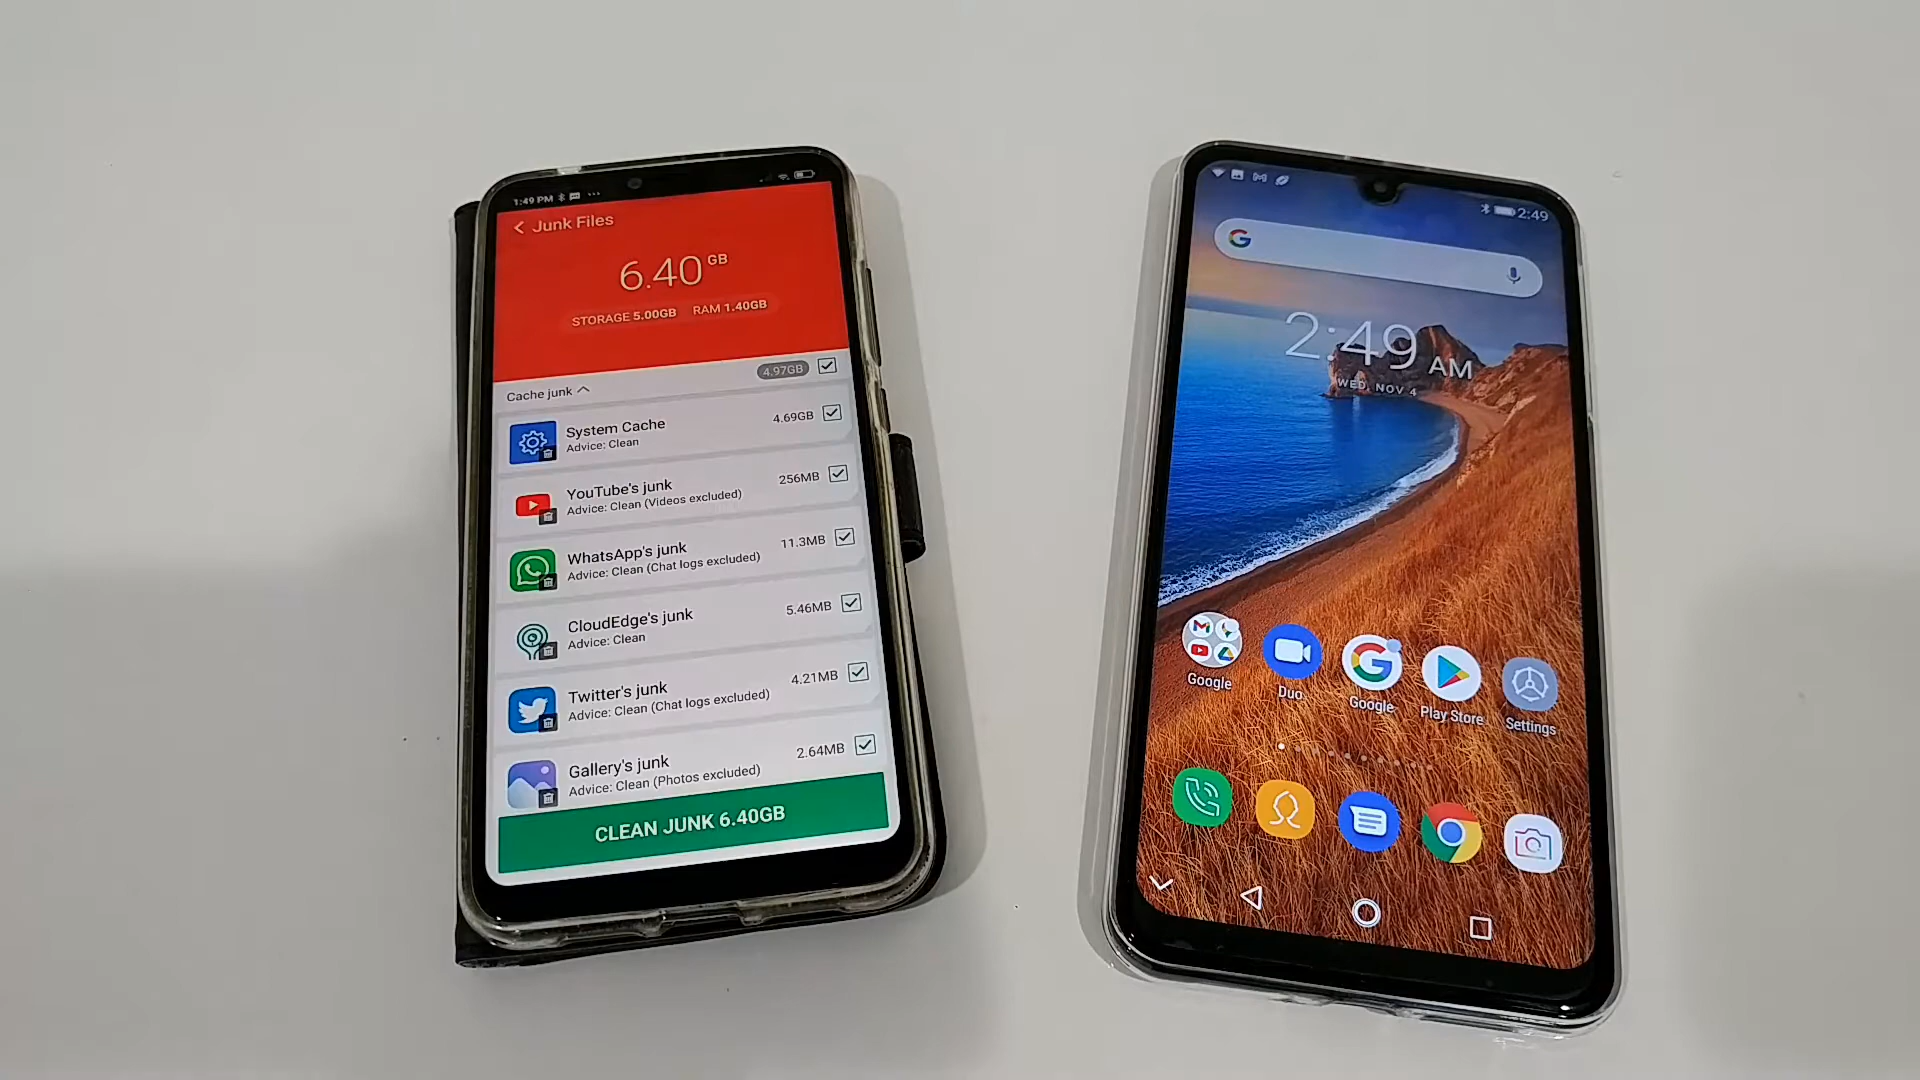 1:49 PM
Junk Files
6.40 GB
STORAGE 5.00GB RAM 1.40GB
Cache junk 4.97GB
System Cache 4.69GB
Advice: Clean
YouTube's junk 256MB
Advice: Clean (Videos excluded)
WhatsApp's junk 11.3MB
Advice: Clean (Chat logs excluded)
CloudEdge's junk 5.46MB
Advice: Clean
Twitter's junk 4.21MB
Advice: Clean (Chat logs excluded)
Gallery's junk 2.64MB
Advice: Clean (Photos excluded)
CLEAN JUNK 6.40GB
2:49
2:49 AM
WED, NOV 4
Google
Duo
Google
Play Store
Settings